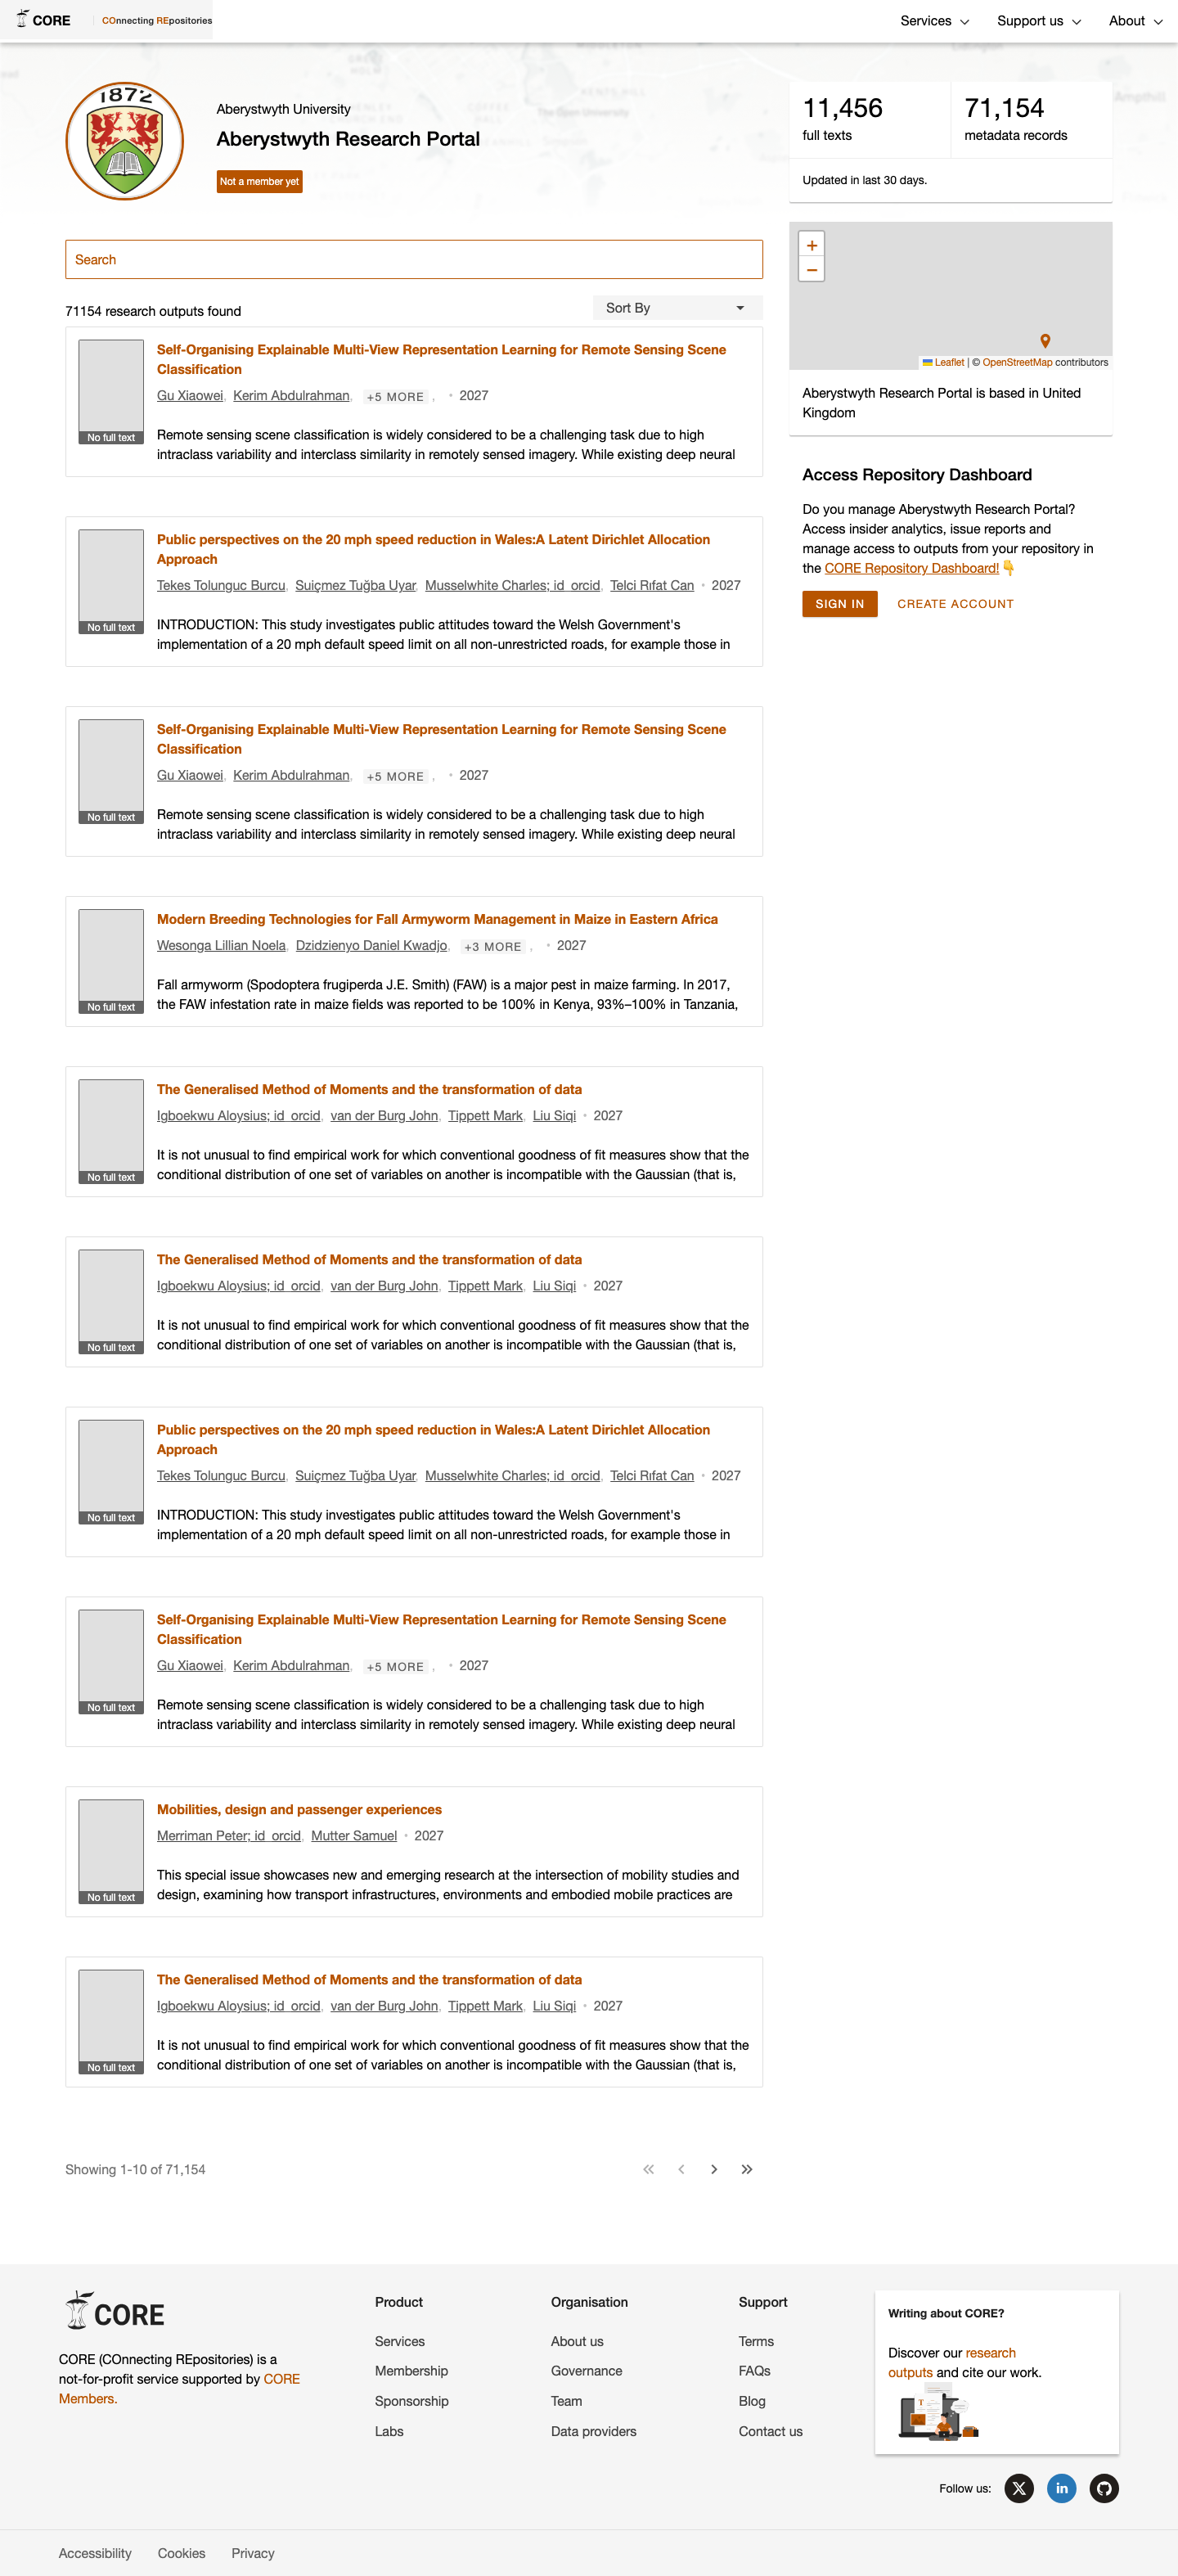 CORE
COnnecting REpositories
Services
Support us
About
1872
Aberystwyth University
Aberystwyth Research Portal
Not a member yet
11,456
full texts
71,154
metadata records
Updated in last 30 days.
Search
71154 research outputs found
Sort By
+
−
Leaflet | © OpenStreetMap contributors
Aberystwyth Research Portal is based in United
Kingdom
Access Repository Dashboard
Do you manage Aberystwyth Research Portal?
Access insider analytics, issue reports and
manage access to outputs from your repository in
the CORE Repository Dashboard! 👇
SIGN IN
CREATE ACCOUNT
Self-Organising Explainable Multi-View Representation Learning for Remote Sensing Scene
Classification
Gu Xiaowei, Kerim Abdulrahman, +5 MORE , • 2027
Remote sensing scene classification is widely considered to be a challenging task due to high
intraclass variability and interclass similarity in remotely sensed imagery. While existing deep neural
No full text
Public perspectives on the 20 mph speed reduction in Wales:A Latent Dirichlet Allocation
Approach
Tekes Tolunguc Burcu, Suiçmez Tuğba Uyar, Musselwhite Charles; id_orcid, Telci Rıfat Can • 2027
INTRODUCTION: This study investigates public attitudes toward the Welsh Government's
implementation of a 20 mph default speed limit on all non-unrestricted roads, for example those in
No full text
Self-Organising Explainable Multi-View Representation Learning for Remote Sensing Scene
Classification
Gu Xiaowei, Kerim Abdulrahman, +5 MORE , • 2027
Remote sensing scene classification is widely considered to be a challenging task due to high
intraclass variability and interclass similarity in remotely sensed imagery. While existing deep neural
No full text
Modern Breeding Technologies for Fall Armyworm Management in Maize in Eastern Africa
Wesonga Lillian Noela, Dzidzienyo Daniel Kwadjo, +3 MORE , • 2027
Fall armyworm (Spodoptera frugiperda J.E. Smith) (FAW) is a major pest in maize farming. In 2017,
the FAW infestation rate in maize fields was reported to be 100% in Kenya, 93%–100% in Tanzania,
No full text
The Generalised Method of Moments and the transformation of data
Igboekwu Aloysius; id_orcid, van der Burg John, Tippett Mark, Liu Siqi • 2027
It is not unusual to find empirical work for which conventional goodness of fit measures show that the
conditional distribution of one set of variables on another is incompatible with the Gaussian (that is,
No full text
The Generalised Method of Moments and the transformation of data
Igboekwu Aloysius; id_orcid, van der Burg John, Tippett Mark, Liu Siqi • 2027
It is not unusual to find empirical work for which conventional goodness of fit measures show that the
conditional distribution of one set of variables on another is incompatible with the Gaussian (that is,
No full text
Public perspectives on the 20 mph speed reduction in Wales:A Latent Dirichlet Allocation
Approach
Tekes Tolunguc Burcu, Suiçmez Tuğba Uyar, Musselwhite Charles; id_orcid, Telci Rıfat Can • 2027
INTRODUCTION: This study investigates public attitudes toward the Welsh Government's
implementation of a 20 mph default speed limit on all non-unrestricted roads, for example those in
No full text
Self-Organising Explainable Multi-View Representation Learning for Remote Sensing Scene
Classification
Gu Xiaowei, Kerim Abdulrahman, +5 MORE , • 2027
Remote sensing scene classification is widely considered to be a challenging task due to high
intraclass variability and interclass similarity in remotely sensed imagery. While existing deep neural
No full text
Mobilities, design and passenger experiences
Merriman Peter; id_orcid, Mutter Samuel • 2027
This special issue showcases new and emerging research at the intersection of mobility studies and
design, examining how transport infrastructures, environments and embodied mobile practices are
No full text
The Generalised Method of Moments and the transformation of data
Igboekwu Aloysius; id_orcid, van der Burg John, Tippett Mark, Liu Siqi • 2027
It is not unusual to find empirical work for which conventional goodness of fit measures show that the
conditional distribution of one set of variables on another is incompatible with the Gaussian (that is,
No full text
Showing 1-10 of 71,154
CORE
CORE (COnnecting REpositories) is a
not-for-profit service supported by CORE
Members.
Product
Services
Membership
Sponsorship
Labs
Organisation
About us
Governance
Team
Data providers
Support
Terms
FAQs
Blog
Contact us
Writing about CORE?
Discover our research
outputs and cite our work.
Follow us:
Accessibility
Cookies
Privacy